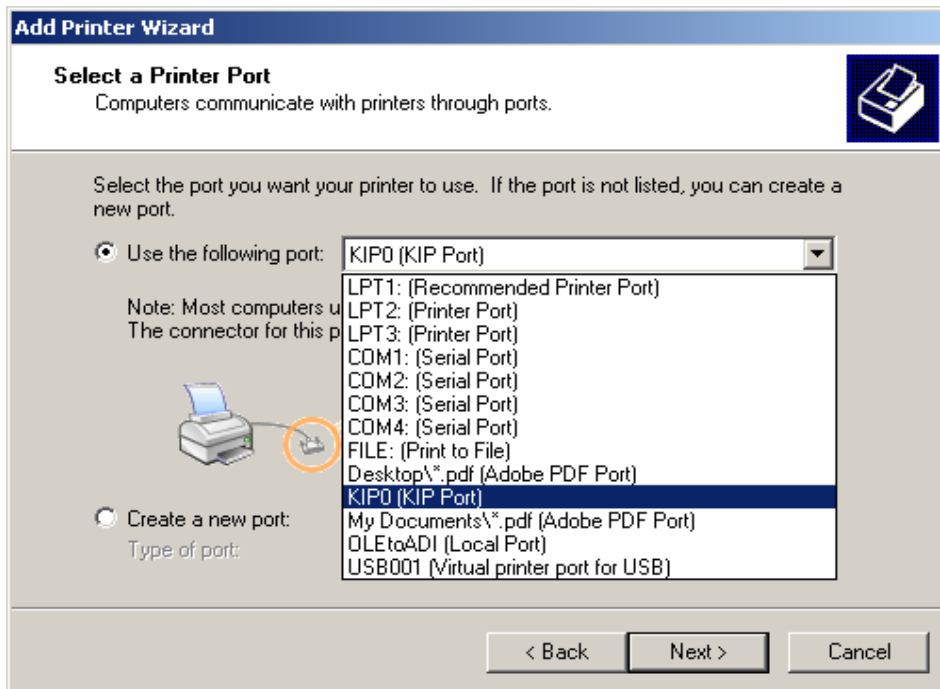 Add Printer Wizard
Select a Printer Port
Computers communicate with printers through ports.
Select the port you want your printer to use. If the port is not listed, you can create a
new port.
Use the following port:
KIP0 (KIP Port)
Note: Most computers u
The connector for this p
LPT1: (Recommended Printer Port)
LPT2: (Printer Port)
LPT3: (Printer Port)
COM1: (Serial Port)
COM2: (Serial Port)
COM3: (Serial Port)
COM4: (Serial Port)
FILE: (Print to File)
Desktop\*.pdf (Adobe PDF Port)
KIP0 (KIP Port)
My Documents\*.pdf (Adobe PDF Port)
OLEtoADI (Local Port)
USB001 (Virtual printer port for USB)
Create a new port:
Type of port:
< Back
Next >
Cancel